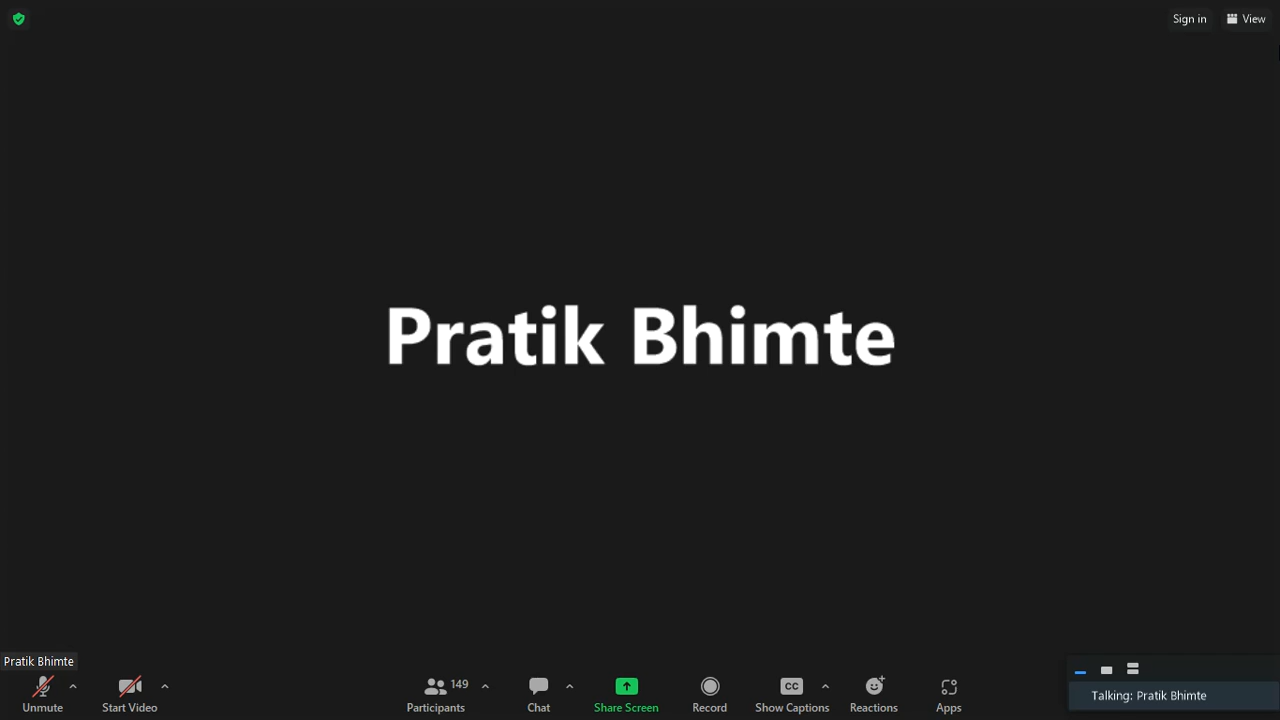 Sign in
View
Pratik Bhimte
Pratik Bhimte
Unmute
Start Video
149
Participants
Chat
Share Screen
Record
CC
Show Captions
Reactions
Apps
Talking: Pratik Bhimte